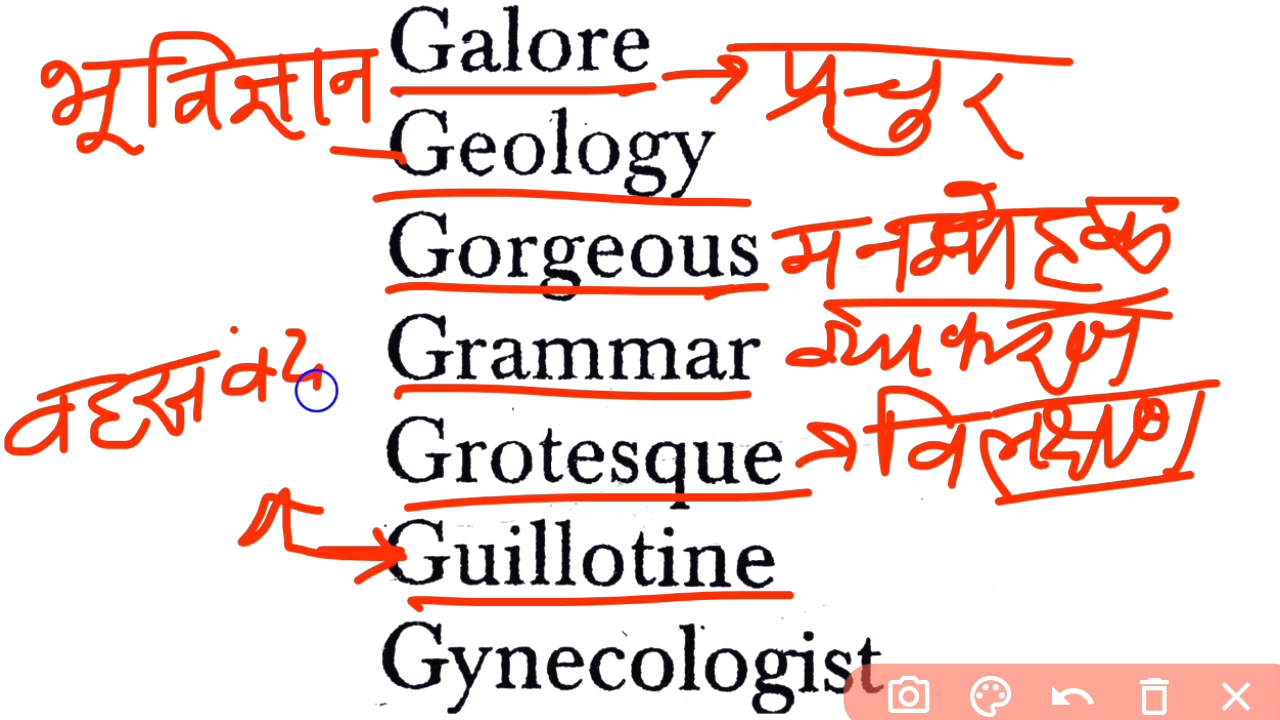 Galore → प्रचुर
भू विज्ञान Geology
Gorgeous मनमोहक
Grammar व्याकरण
Grotesque → विलक्षण
Guillotine
Gynecologist